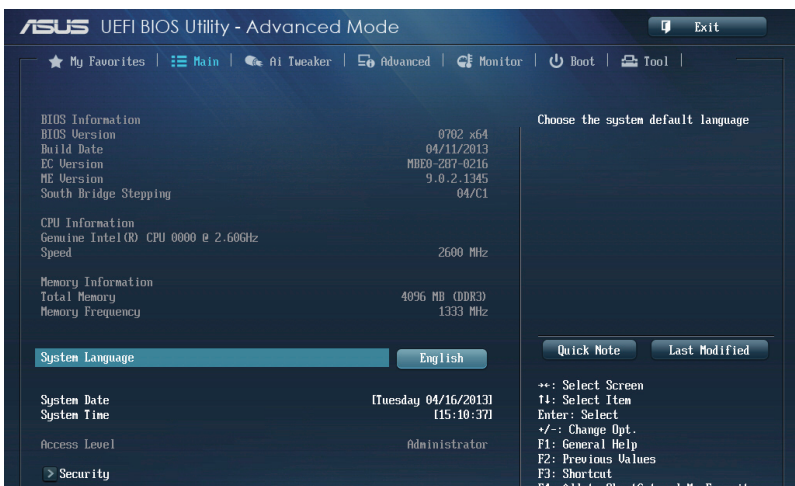 ASUS UEFI BIOS Utility - Advanced Mode
Exit
My Favorites | Main | Ai Tweaker | Advanced | Monitor | Boot | Tool |
BIOS Information
BIOS Version 0702 x64
Build Date 04/11/2013
EC Version MBE0-Z87-0216
ME Version 9.0.2.1345
South Bridge Stepping 04/C1
CPU Information
Genuine Intel(R) CPU 0000 @ 2.60GHz
Speed 2600 MHz
Memory Information
Total Memory 4096 MB (DDR3)
Memory Frequency 1333 MHz
System Language English
System Date [Tuesday 04/16/2013]
System Time [15:10:37]
Access Level Administrator
> Security
Choose the system default language
Quick Note Last Modified
→←: Select Screen
↑↓: Select Item
Enter: Select
+/-: Change Opt.
F1: General Help
F2: Previous Values
F3: Shortcut